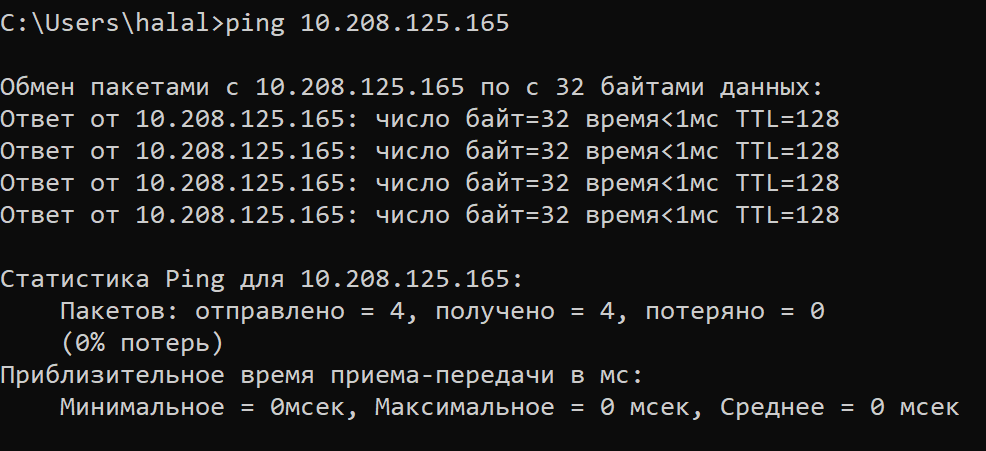 C:\Users\halal>ping 10.208.125.165
Обмен пакетами с 10.208.125.165 по с 32 байтами данных:
Ответ от 10.208.125.165: число байт=32 время<1мс TTL=128
Ответ от 10.208.125.165: число байт=32 время<1мс TTL=128
Ответ от 10.208.125.165: число байт=32 время<1мс TTL=128
Ответ от 10.208.125.165: число байт=32 время<1мс TTL=128
Статистика Ping для 10.208.125.165:
    Пакетов: отправлено = 4, получено = 4, потеряно = 0
    (0% потерь)
Приблизительное время приема-передачи в мс:
    Минимальное = 0мсек, Максимальное = 0 мсек, Среднее = 0 мсек